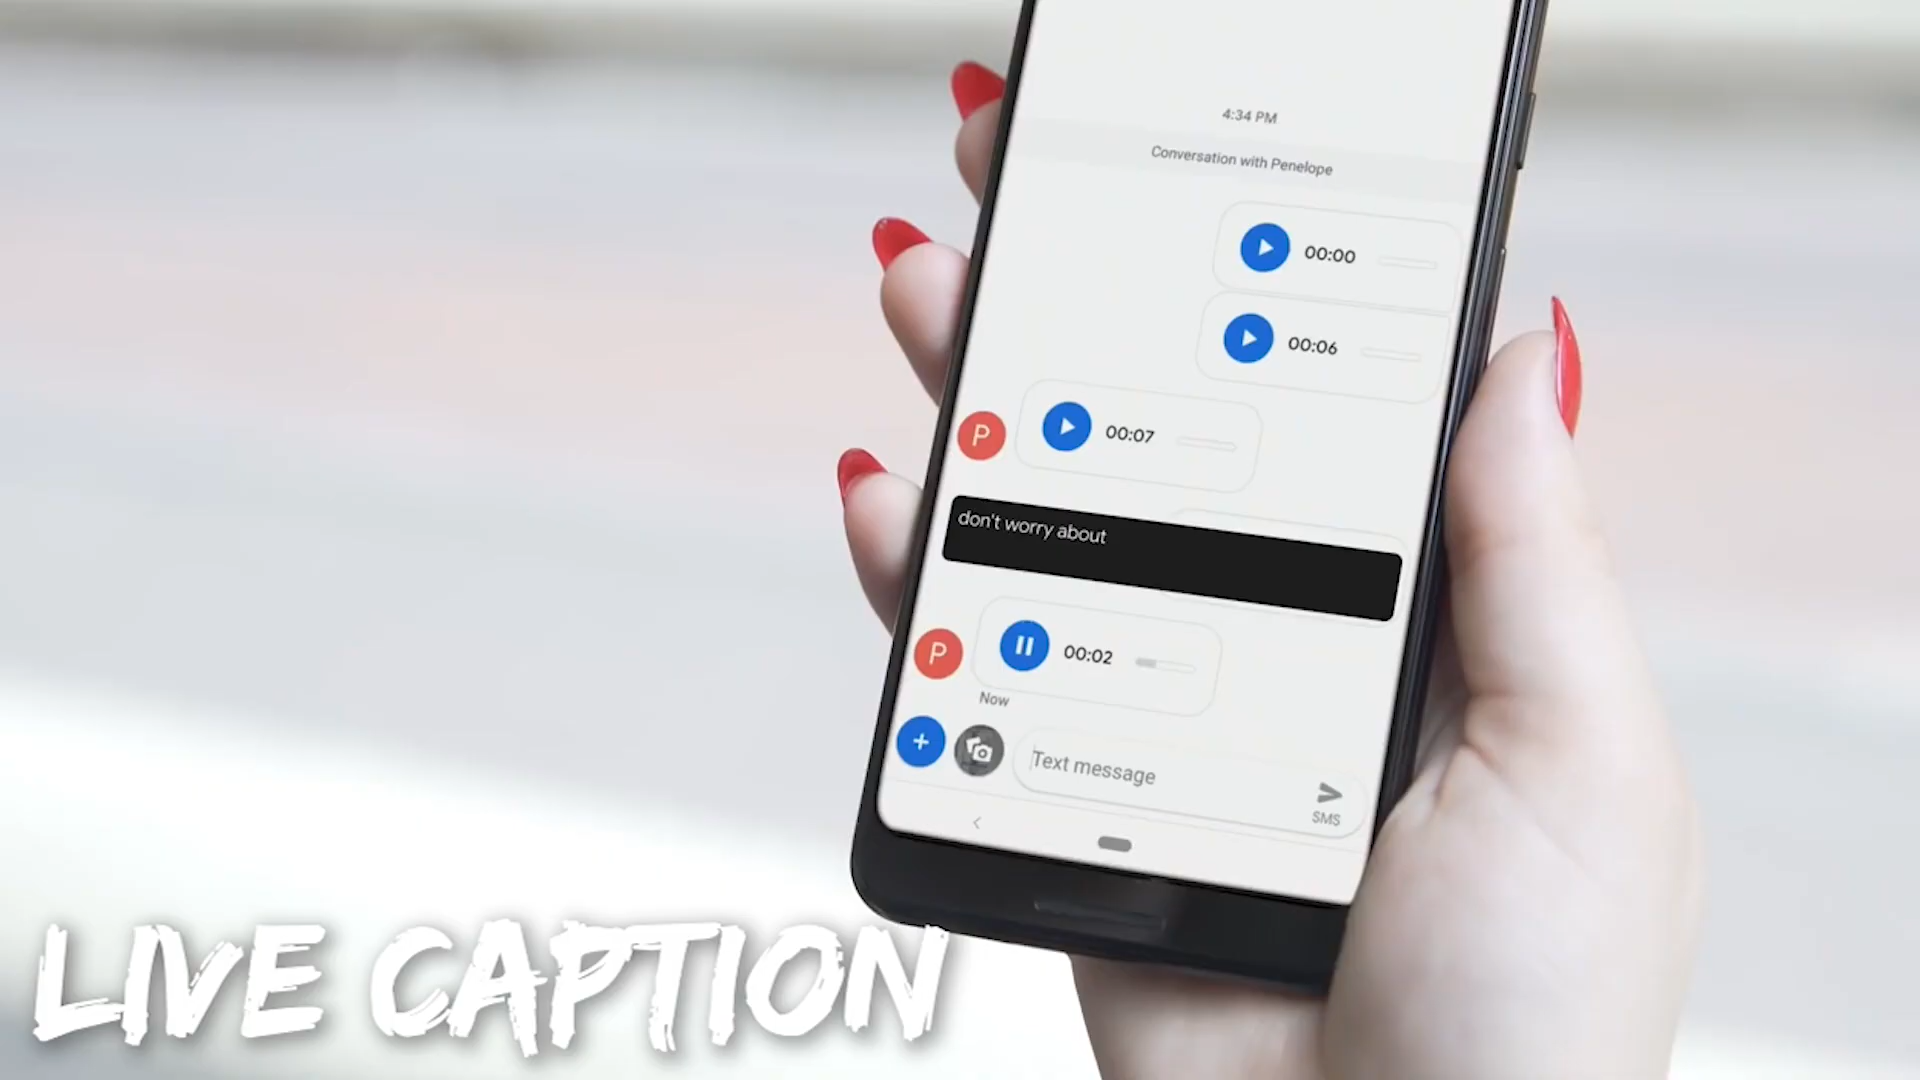 4:34 PM
Conversation with Penelope
00:00
00:06
P
00:07
don't worry about
P
00:02
Now
Text message
SMS
LIVE CAPTION